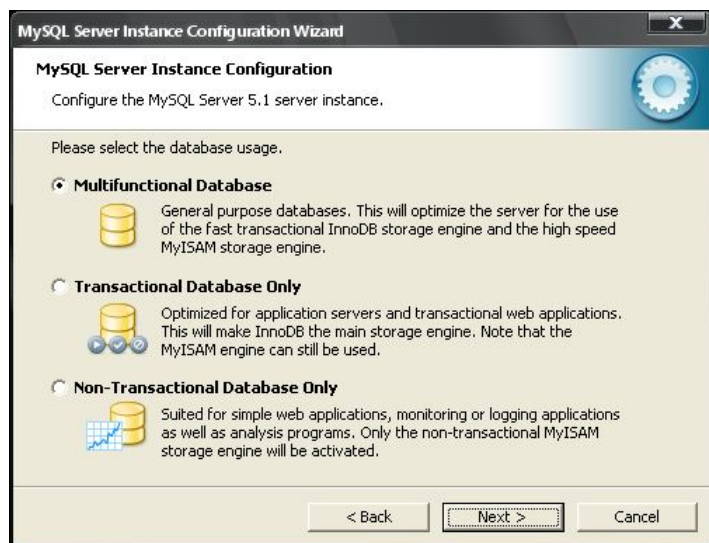 MySQL Server Instance Configuration Wizard
x
MySQL Server Instance Configuration
Configure the MySQL Server 5.1 server instance.
Please select the database usage.
Multifunctional Database
General purpose databases. This will optimize the server for the use
of the fast transactional InnoDB storage engine and the high speed
MyISAM storage engine.
Transactional Database Only
Optimized for application servers and transactional web applications.
This will make InnoDB the main storage engine. Note that the
MyISAM engine can still be used.
Non-Transactional Database Only
Suited for simple web applications, monitoring or logging applications
as well as analysis programs. Only the non-transactional MyISAM
storage engine will be activated.
< Back Next > Cancel